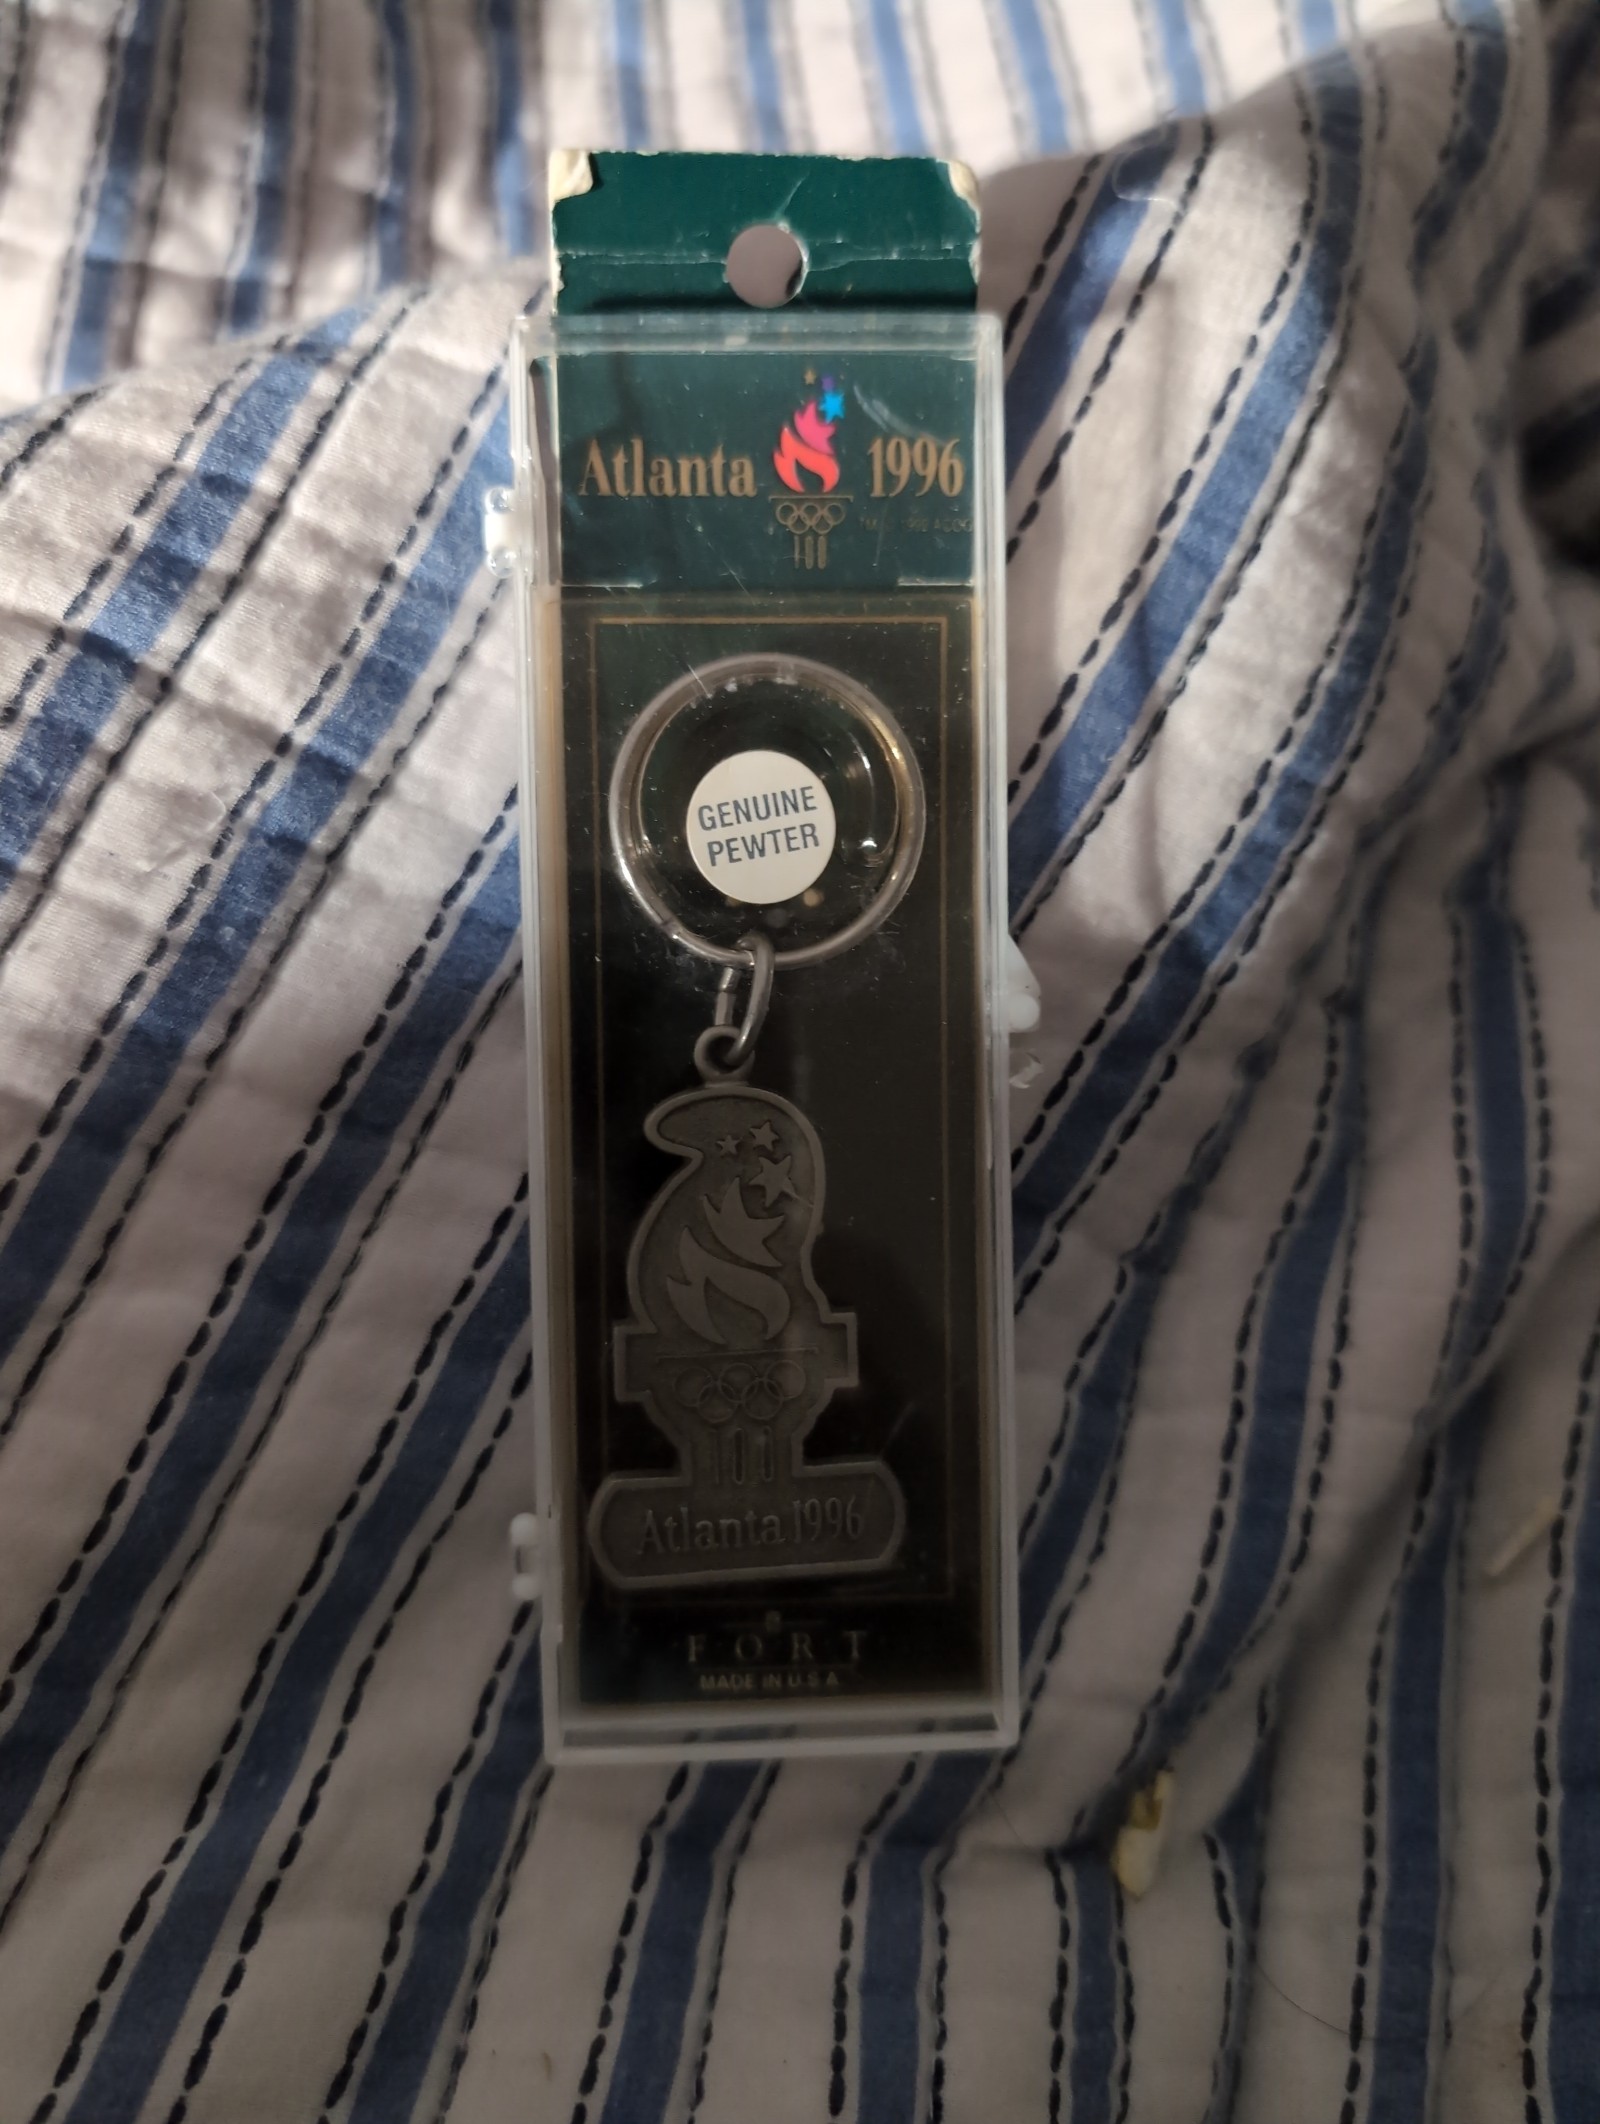 Atlanta 1996
100
GENUINE
PEWTER
100
Atlanta 1996
FORT
MADE IN U.S.A.